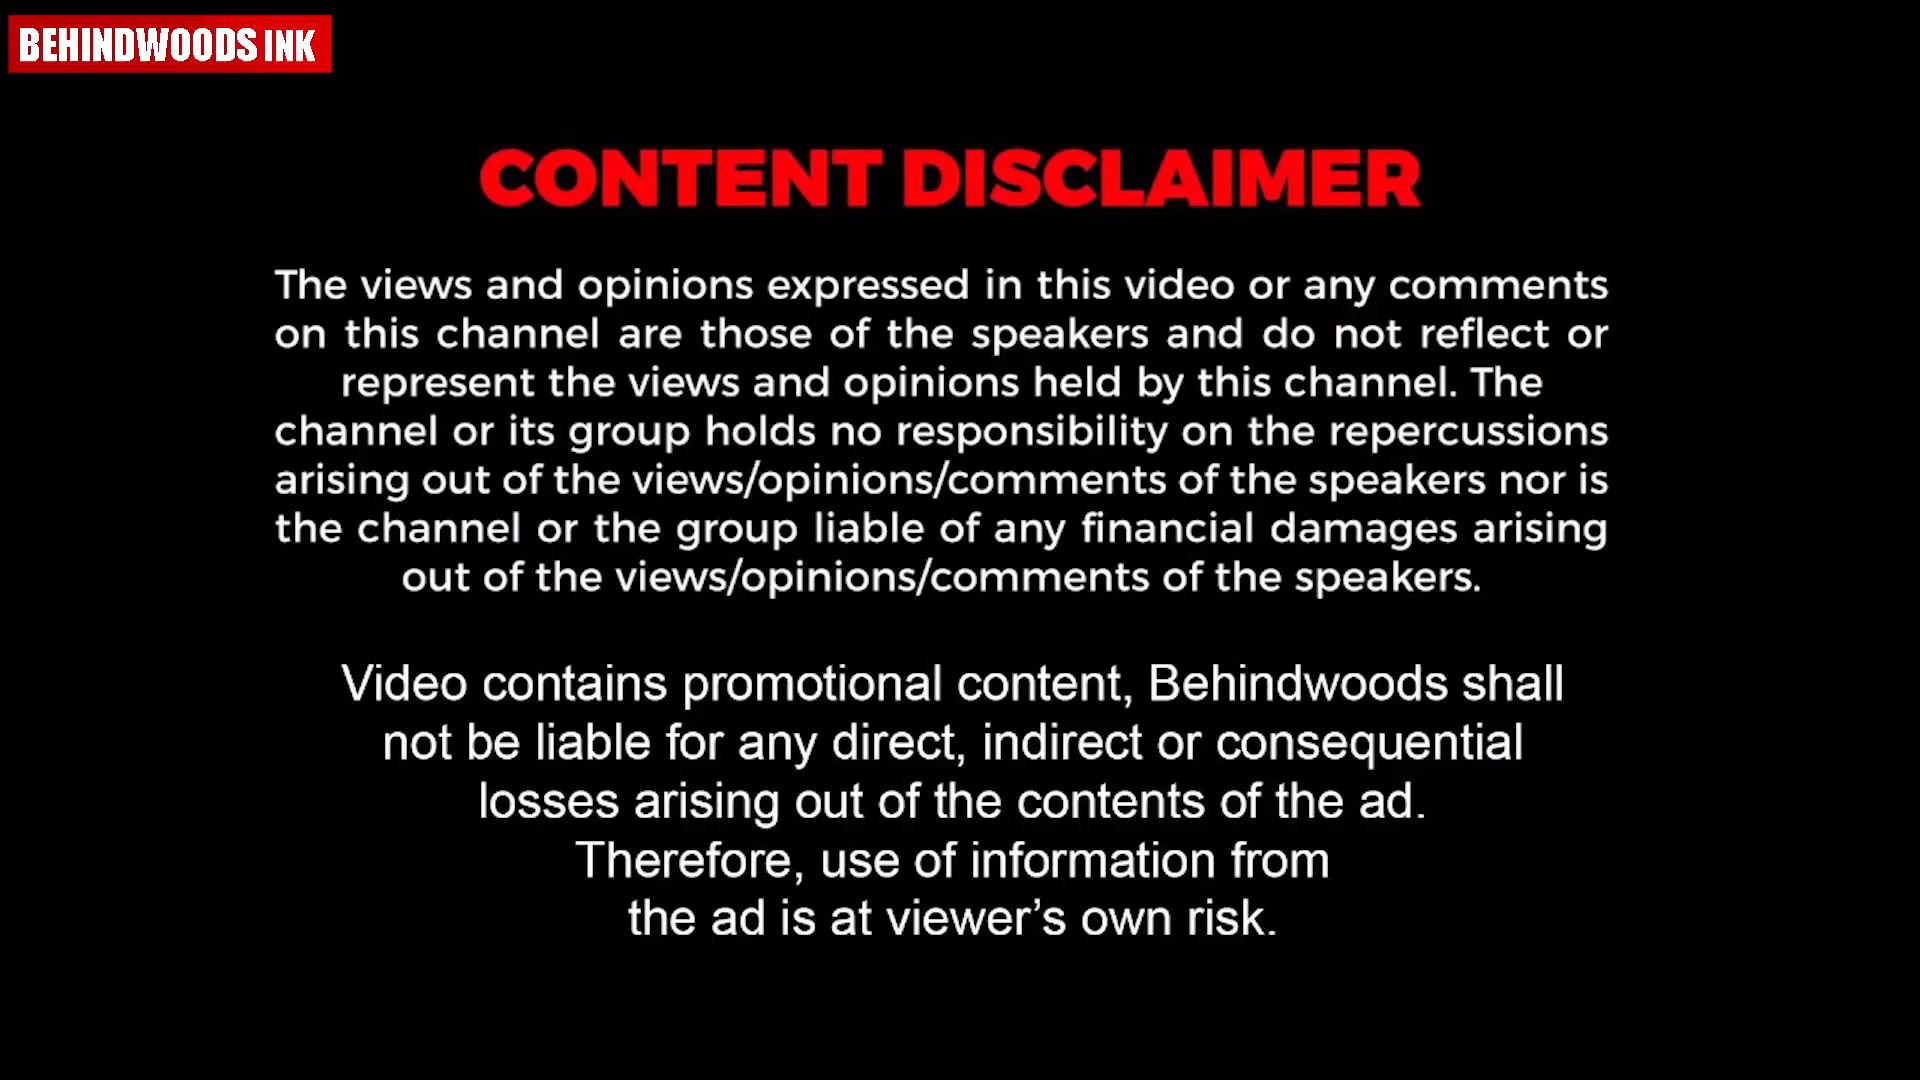 BEHINDWOODS INK
CONTENT DISCLAIMER
The views and opinions expressed in this video or any comments
on this channel are those of the speakers and do not reflect or
represent the views and opinions held by this channel. The
channel or its group holds no responsibility on the repercussions
arising out of the views/opinions/comments of the speakers nor is
the channel or the group liable of any financial damages arising
out of the views/opinions/comments of the speakers.
Video contains promotional content, Behindwoods shall
not be liable for any direct, indirect or consequential
losses arising out of the contents of the ad.
Therefore, use of information from
the ad is at viewer’s own risk.